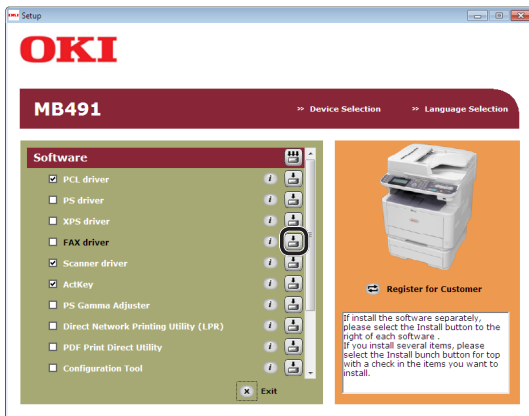 OKI Setup
OKI
MB491
» Device Selection
» Language Selection
Software
PCL driver
PS driver
XPS driver
FAX driver
Scanner driver
ActKey
PS Gamma Adjuster
Direct Network Printing Utility (LPR)
PDF Print Direct Utility
Configuration Tool
Exit
Register for Customer
If install the software separately,
please select the Install button to the
right of each software .
If you install several items, please
select the Install bunch button for top
with a check in the items you want to
install.